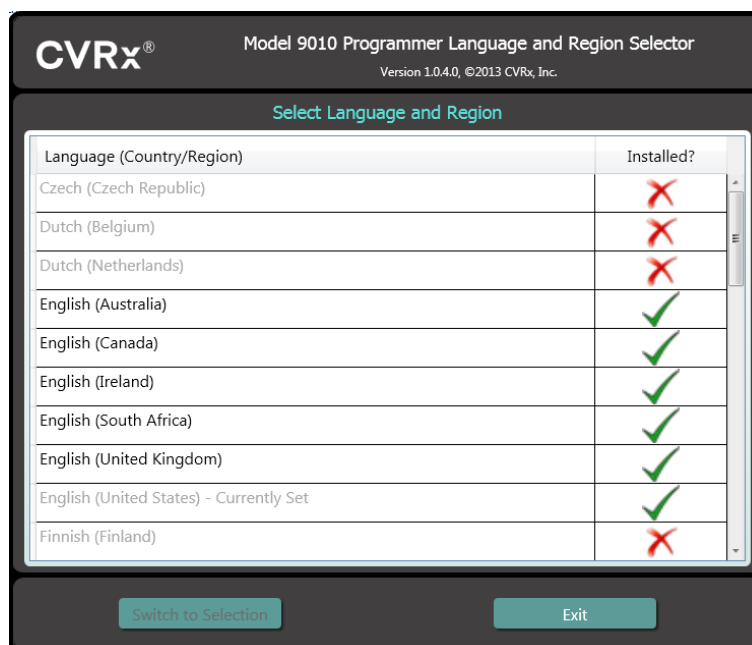 CVRx®
Model 9010 Programmer Language and Region Selector
Version 1.0.4.0, ©2013 CVRx, Inc.
Select Language and Region
Language (Country/Region) Installed?
Czech (Czech Republic)
Dutch (Belgium)
Dutch (Netherlands)
English (Australia)
English (Canada)
English (Ireland)
English (South Africa)
English (United Kingdom)
English (United States) - Currently Set
Finnish (Finland)
Switch to Selection Exit